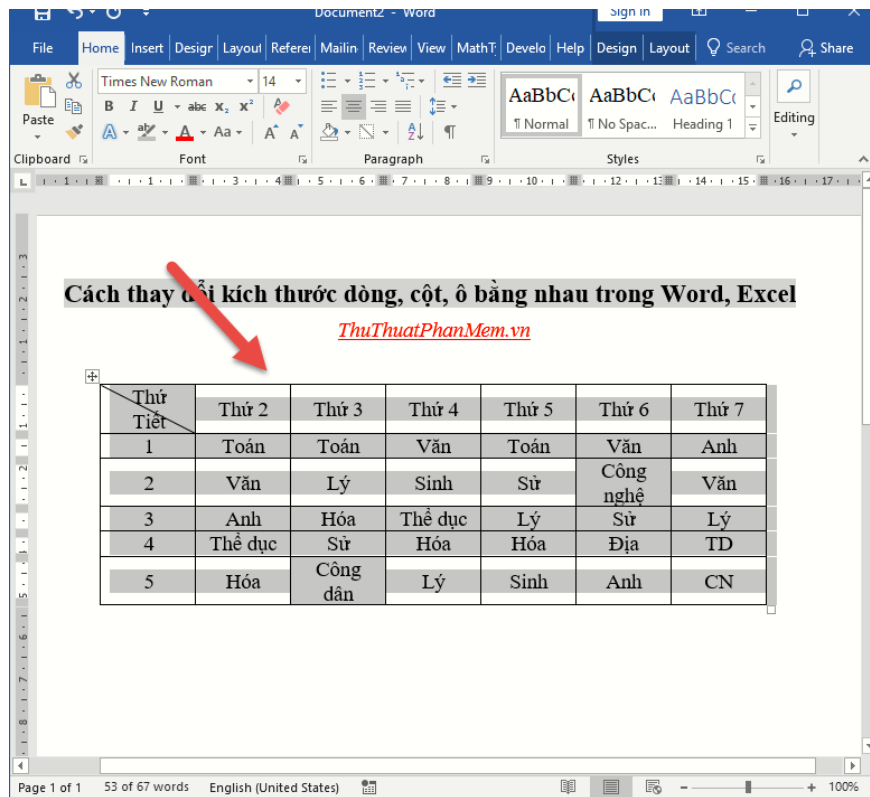 Document2 - Word
Sign in
File Home Insert Desigr Layout Referer Mailin Review View MathT Develo Help Design Layout Search Share
Paste
Times New Roman 14
AaBbCc AaBbCc AaBbCc
¶ Normal ¶ No Spac... Heading 1
Editing
Clipboard Font Paragraph Styles
Cách thay đổi kích thước dòng, cột, ô bằng nhau trong Word, Excel
ThuThuatPhanMem.vn
Thứ
Tiết
Thứ 2 Thứ 3 Thứ 4 Thứ 5 Thứ 6 Thứ 7
1 Toán Toán Văn Toán Văn Anh
2 Văn Lý Sinh Sử Công nghệ Văn
3 Anh Hóa Thể dục Lý Sử Lý
4 Thể dục Sử Hóa Hóa Địa TD
5 Hóa Công dân Lý Sinh Anh CN
Page 1 of 1 53 of 67 words English (United States) 100%